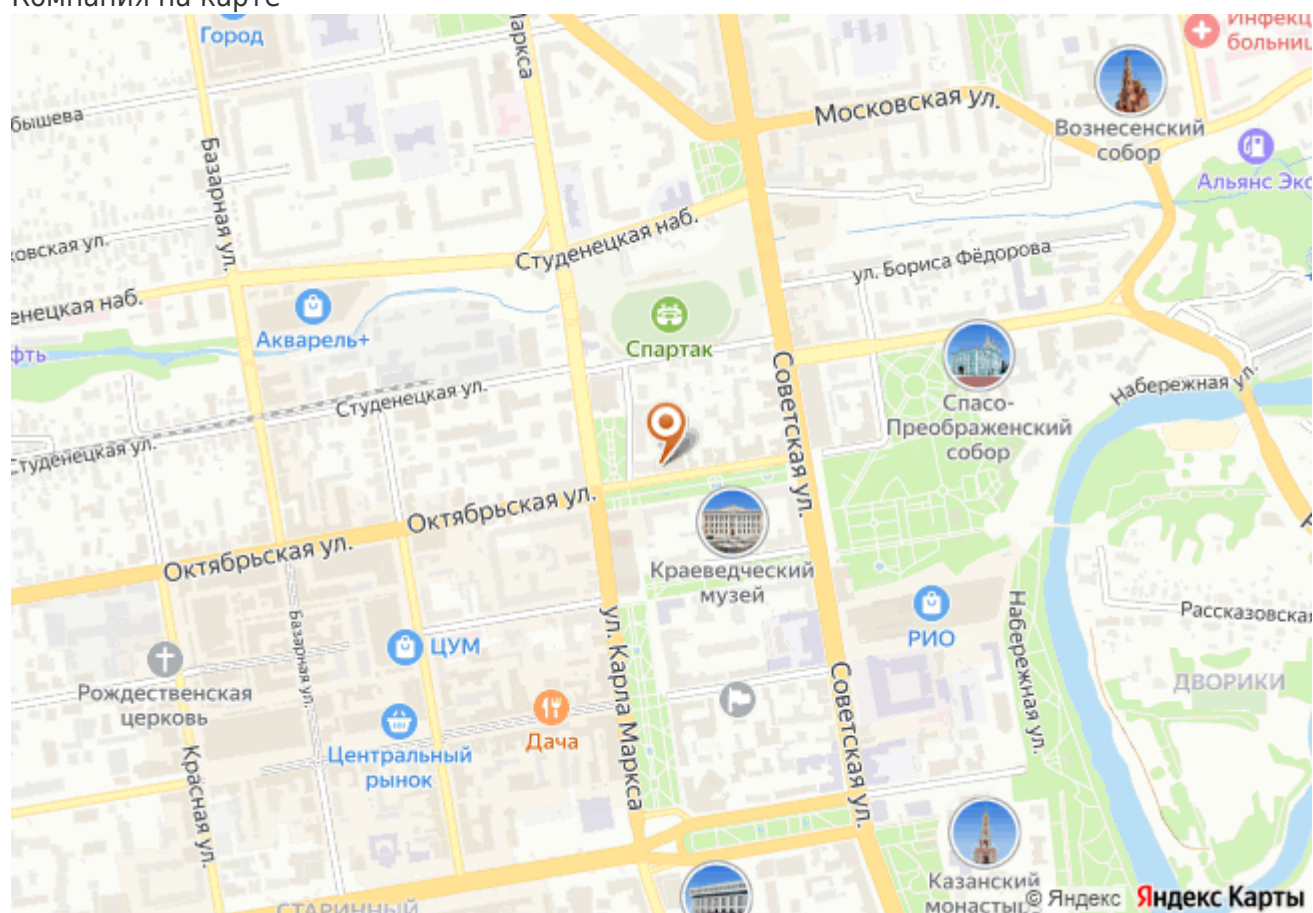 Компания на карте
Инфекц
больниц
Город
Маркса
Московская ул.
Вознесенский
собор
бышева
Альянс Экс
Базарная ул.
овская ул.
Студенецкая наб.
ул. Бориса Фёдорова
енецкая наб.
Акварель+
Спартак
фть
Студенецкая ул.
Советская ул.
Набережная ул.
Спасо-
Преображенский
собор
Студенецкая ул.
Октябрьская ул.
Октябрьская ул.
Краеведческий
музей
Базарная ул.
ул. Карла Маркса
РИО
Набережная ул.
Рассказовская
ЦУМ
Рождественская
церковь
ДВОРИКИ
Советская ул.
Дача
Центральный
рынок
Красная ул.
Казанский
монастыр
© Яндекс Яндекс Карты
СТАРИННЫЙ